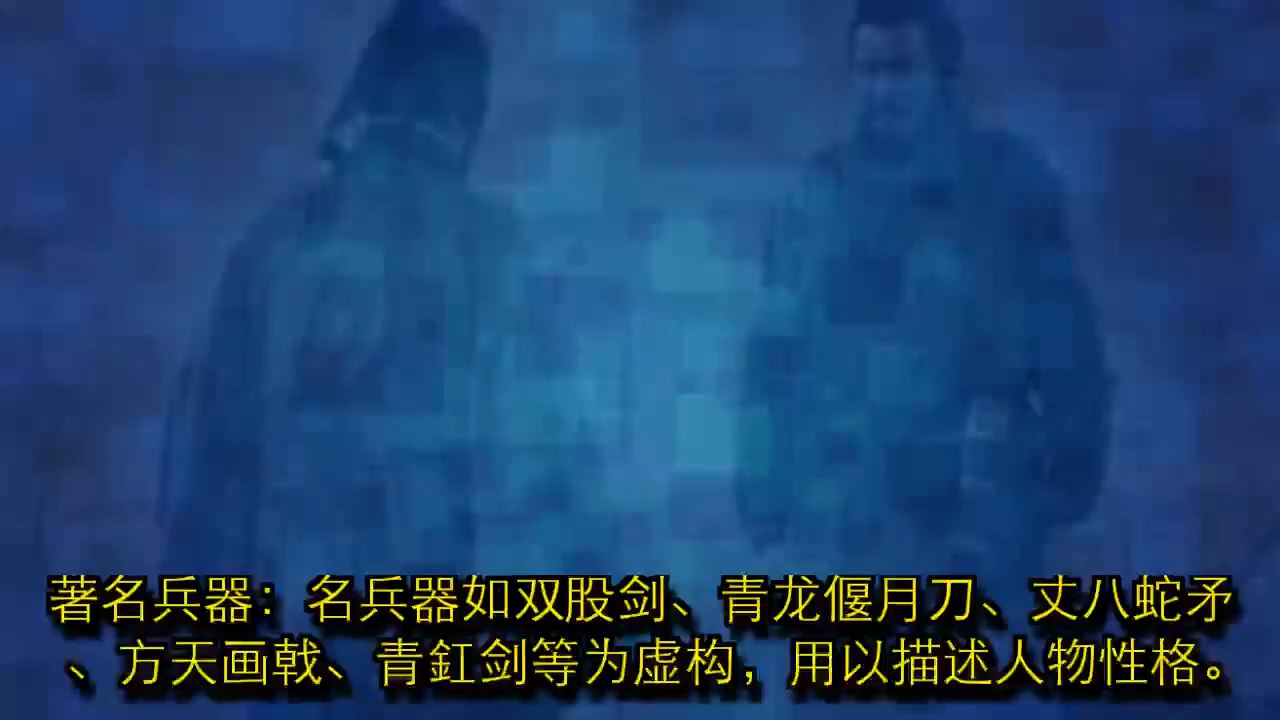 著名兵器：名兵器如双股剑、青龙偃月刀、丈八蛇矛
、方天画戟、青釭剑等为虚构，用以描述人物性格。